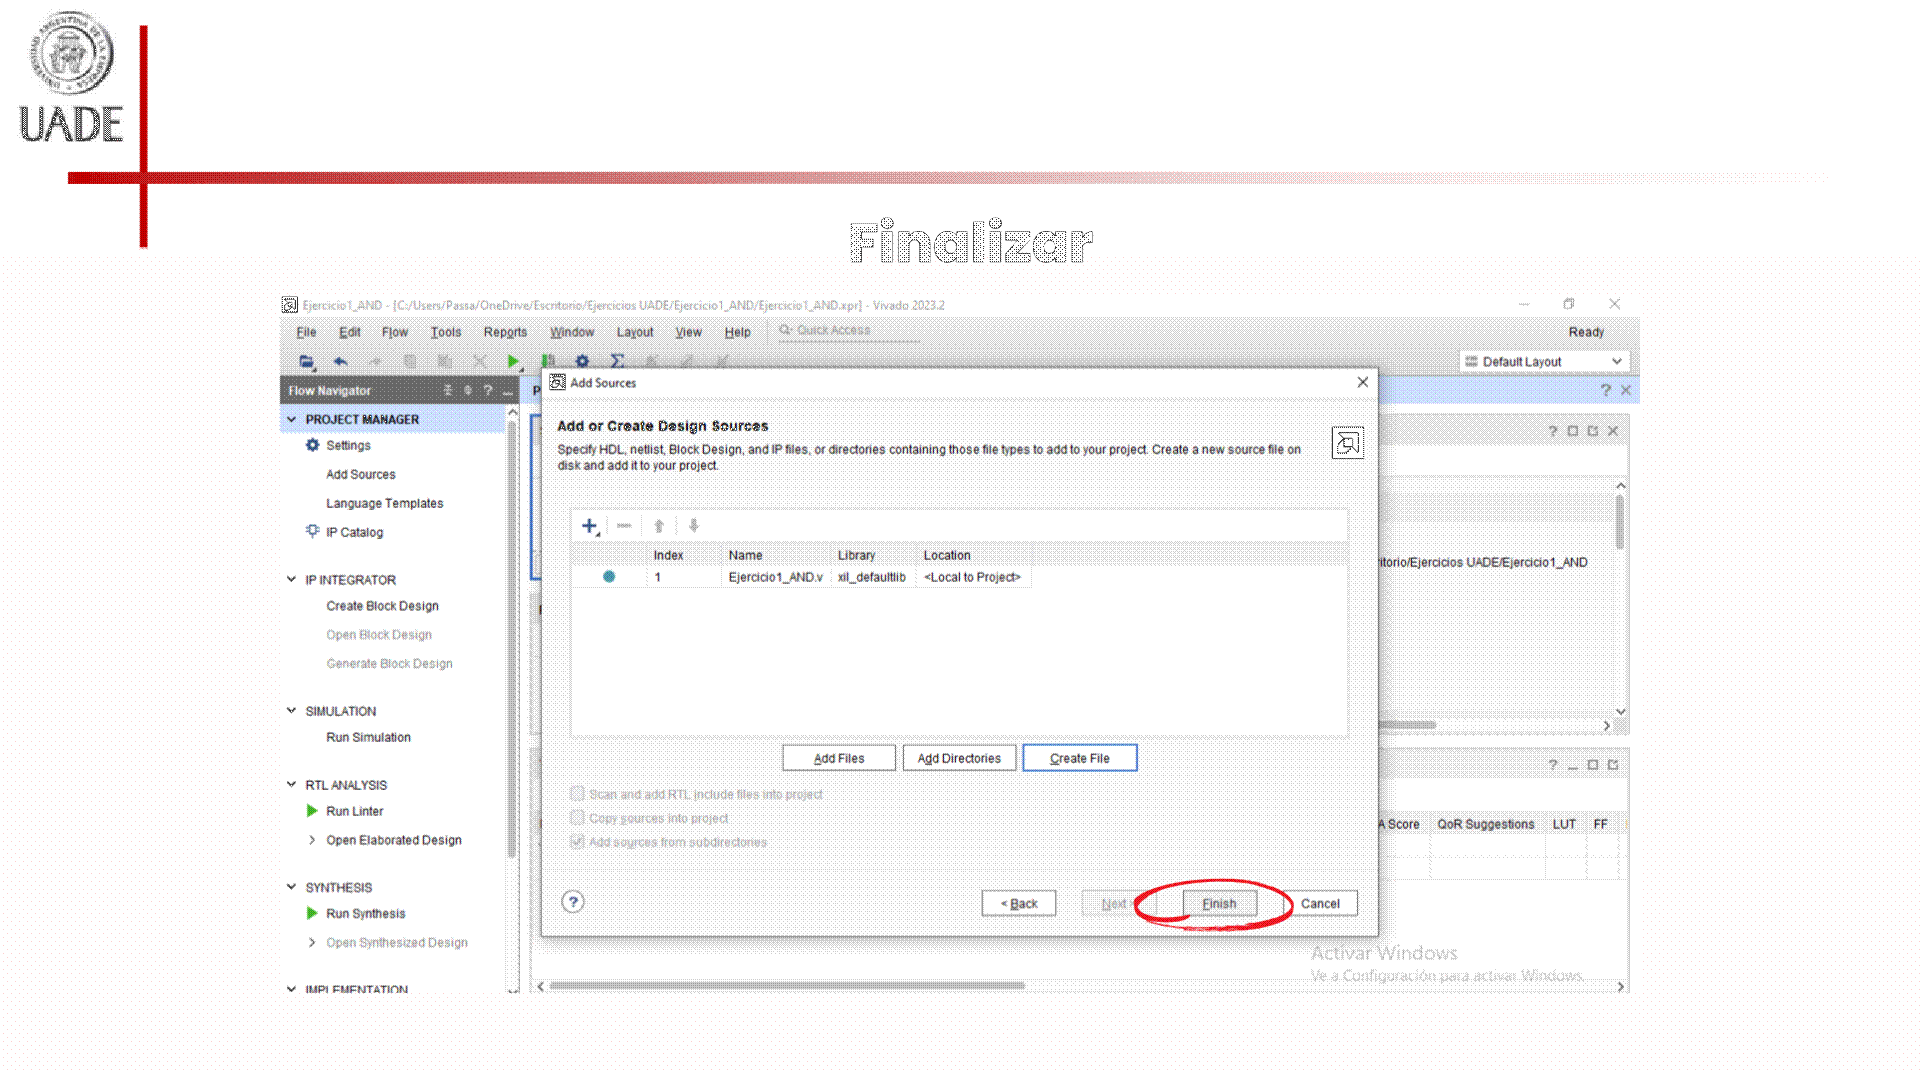 UADE
Finalizar
Ejercicio1_AND - [C:/Users/Passa/OneDrive/Escritorio/Ejercicios UADE/Ejercicio1_AND/Ejercicio1_AND.xpr] - Vivado 2023.2
File Edit Flow Tools Reports Window Layout View Help Quick Access Ready
Default Layout
Flow Navigator
PROJECT MANAGER
Settings
Add Sources
Language Templates
IP Catalog
IP INTEGRATOR
Create Block Design
Open Block Design
Generate Block Design
SIMULATION
Run Simulation
RTL ANALYSIS
Run Linter
Open Elaborated Design
SYNTHESIS
Run Synthesis
Open Synthesized Design
IMPLEMENTATION
Add Sources
Add or Create Design Sources
Specify HDL, netlist, Block Design, and IP files, or directories containing those file types to add to your project. Create a new source file on
disk and add it to your project.
Index Name Library Location
1 Ejercicio1_AND.v xil_defaultlib <Local to Project>
Add Files Add Directories Create File
Scan and add RTL include files into project
Copy sources into project
Add sources from subdirectories
? < Back Next > Finish Cancel
itorio/Ejercicios UADE/Ejercicio1_AND
A Score QoR Suggestions LUT FF
Activar Windows
Ve a Configuración para activar Windows.